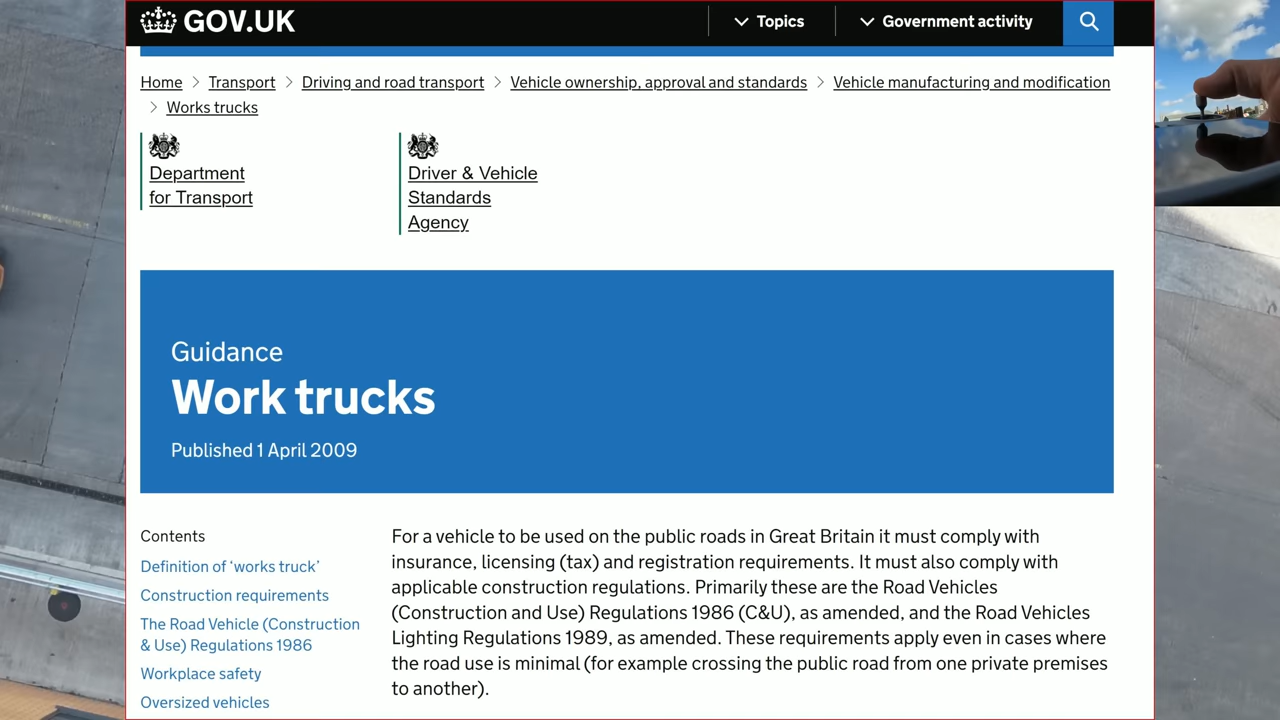 GOV.UK
Topics
Government activity
Home > Transport > Driving and road transport > Vehicle ownership, approval and standards > Vehicle manufacturing and modification
> Works trucks
Department
for Transport
Driver & Vehicle
Standards
Agency
Guidance
Work trucks
Published 1 April 2009
Contents
Definition of ‘works truck’
Construction requirements
The Road Vehicle (Construction
& Use) Regulations 1986
Workplace safety
Oversized vehicles
For a vehicle to be used on the public roads in Great Britain it must comply with
insurance, licensing (tax) and registration requirements. It must also comply with
applicable construction regulations. Primarily these are the Road Vehicles
(Construction and Use) Regulations 1986 (C&U), as amended, and the Road Vehicles
Lighting Regulations 1989, as amended. These requirements apply even in cases where
the road use is minimal (for example crossing the public road from one private premises
to another).